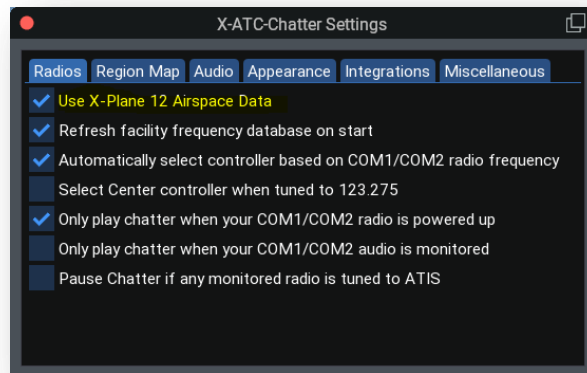 X-ATC-Chatter Settings
Radios Region Map Audio Appearance Integrations Miscellaneous
Use X-Plane 12 Airspace Data
Refresh facility frequency database on start
Automatically select controller based on COM1/COM2 radio frequency
Select Center controller when tuned to 123.275
Only play chatter when your COM1/COM2 radio is powered up
Only play chatter when your COM1/COM2 audio is monitored
Pause Chatter if any monitored radio is tuned to ATIS